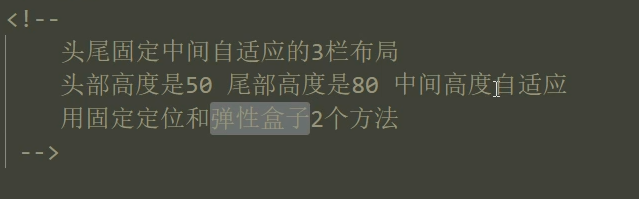 <!--
头尾固定中间自适应的3栏布局
头部高度是50 尾部高度是80 中间高度自适应
用固定定位和弹性盒子2个方法
-->